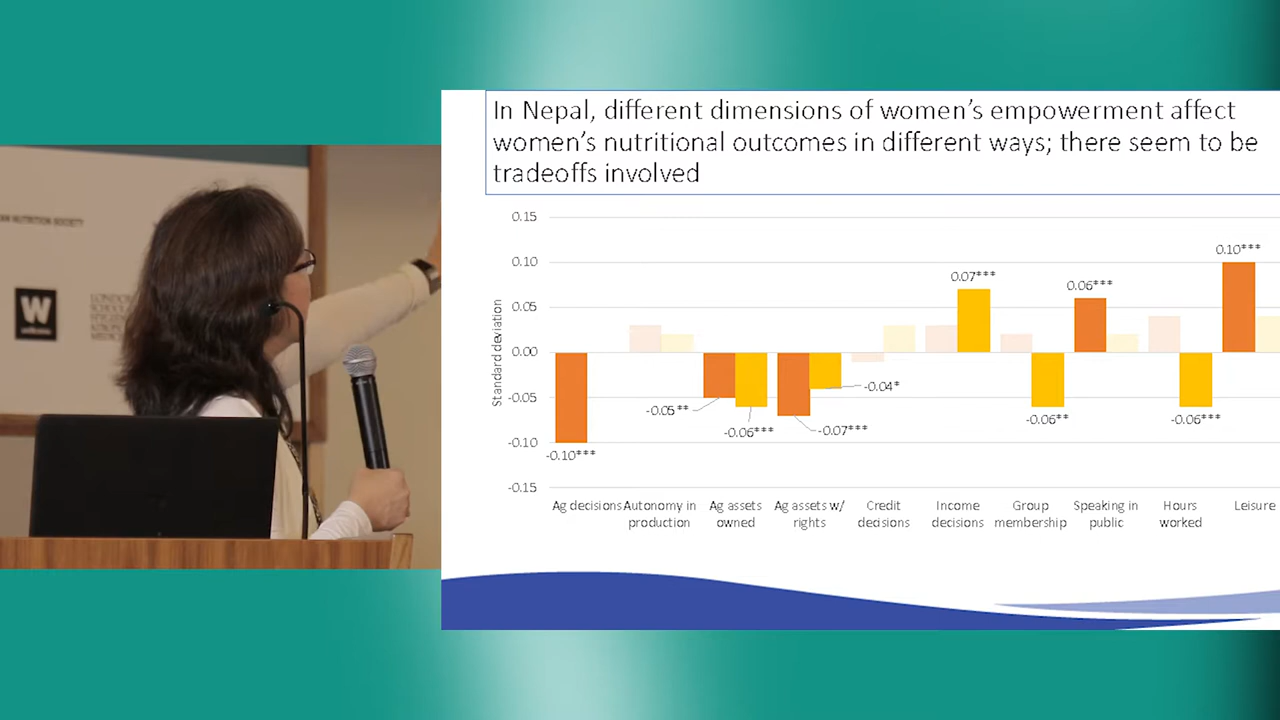 In Nepal, different dimensions of women's empowerment affect
women's nutritional outcomes in different ways; there seem to be
tradeoffs involved
Standard deviation
0.15
0.10
0.05
0.00
-0.05
-0.10
-0.15
-0.10***
-0.05**
-0.06***
-0.07***
-0.04*
0.07***
-0.06**
0.06***
-0.06***
0.10***
Ag decisions
Autonomy in
production
Ag assets
owned
Ag assets w/
rights
Credit
decisions
Income
decisions
Group
membership
Speaking in
public
Hours
worked
Leisure
NUTRITION SOCIETY
W
LONDON